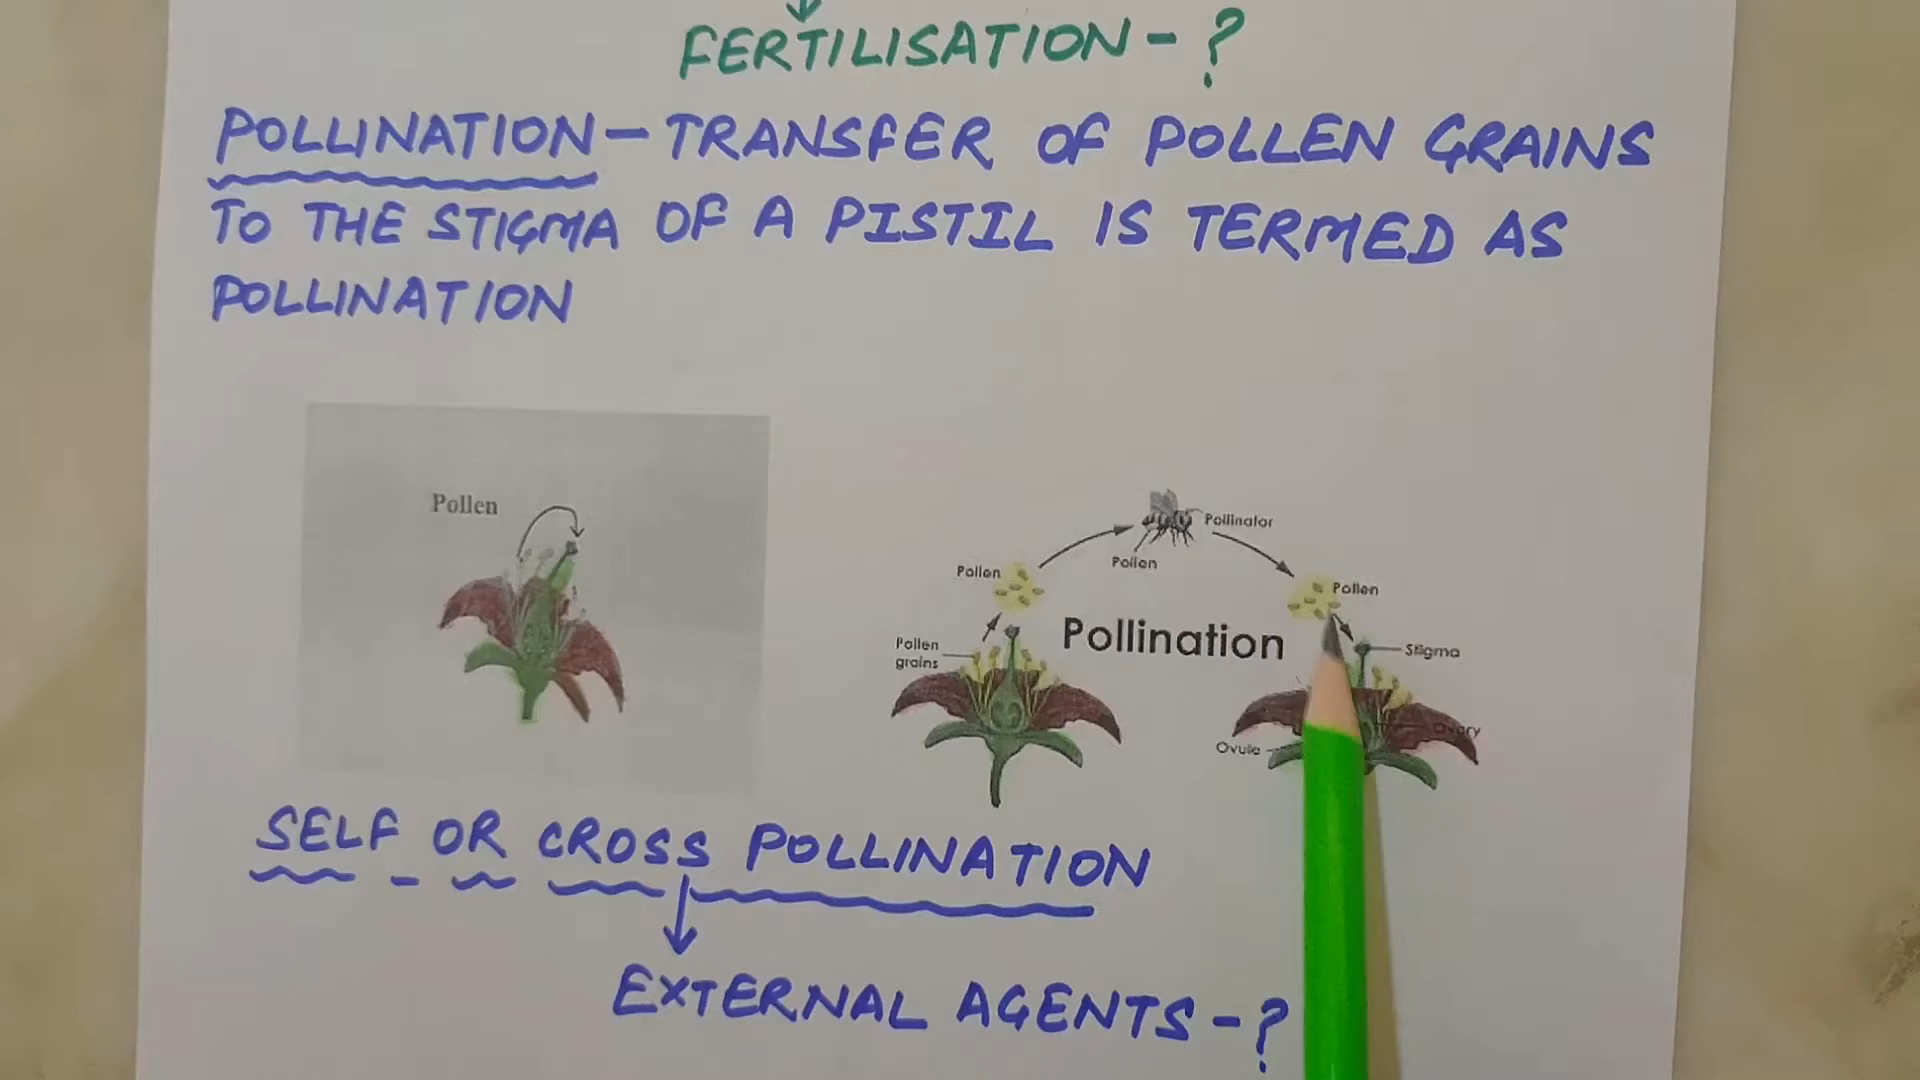 FERTILISATION - ?
POLLINATION - TRANSFER OF POLLEN GRAINS
TO THE STIGMA OF A PISTIL IS TERMED AS
POLLINATION
Pollen
Pollinator
Pollen
Pollen
Pollen
Pollination
Pollen
grains
Stigma
Ovary
Ovule
SELF OR CROSS POLLINATION
EXTERNAL AGENTS - ?